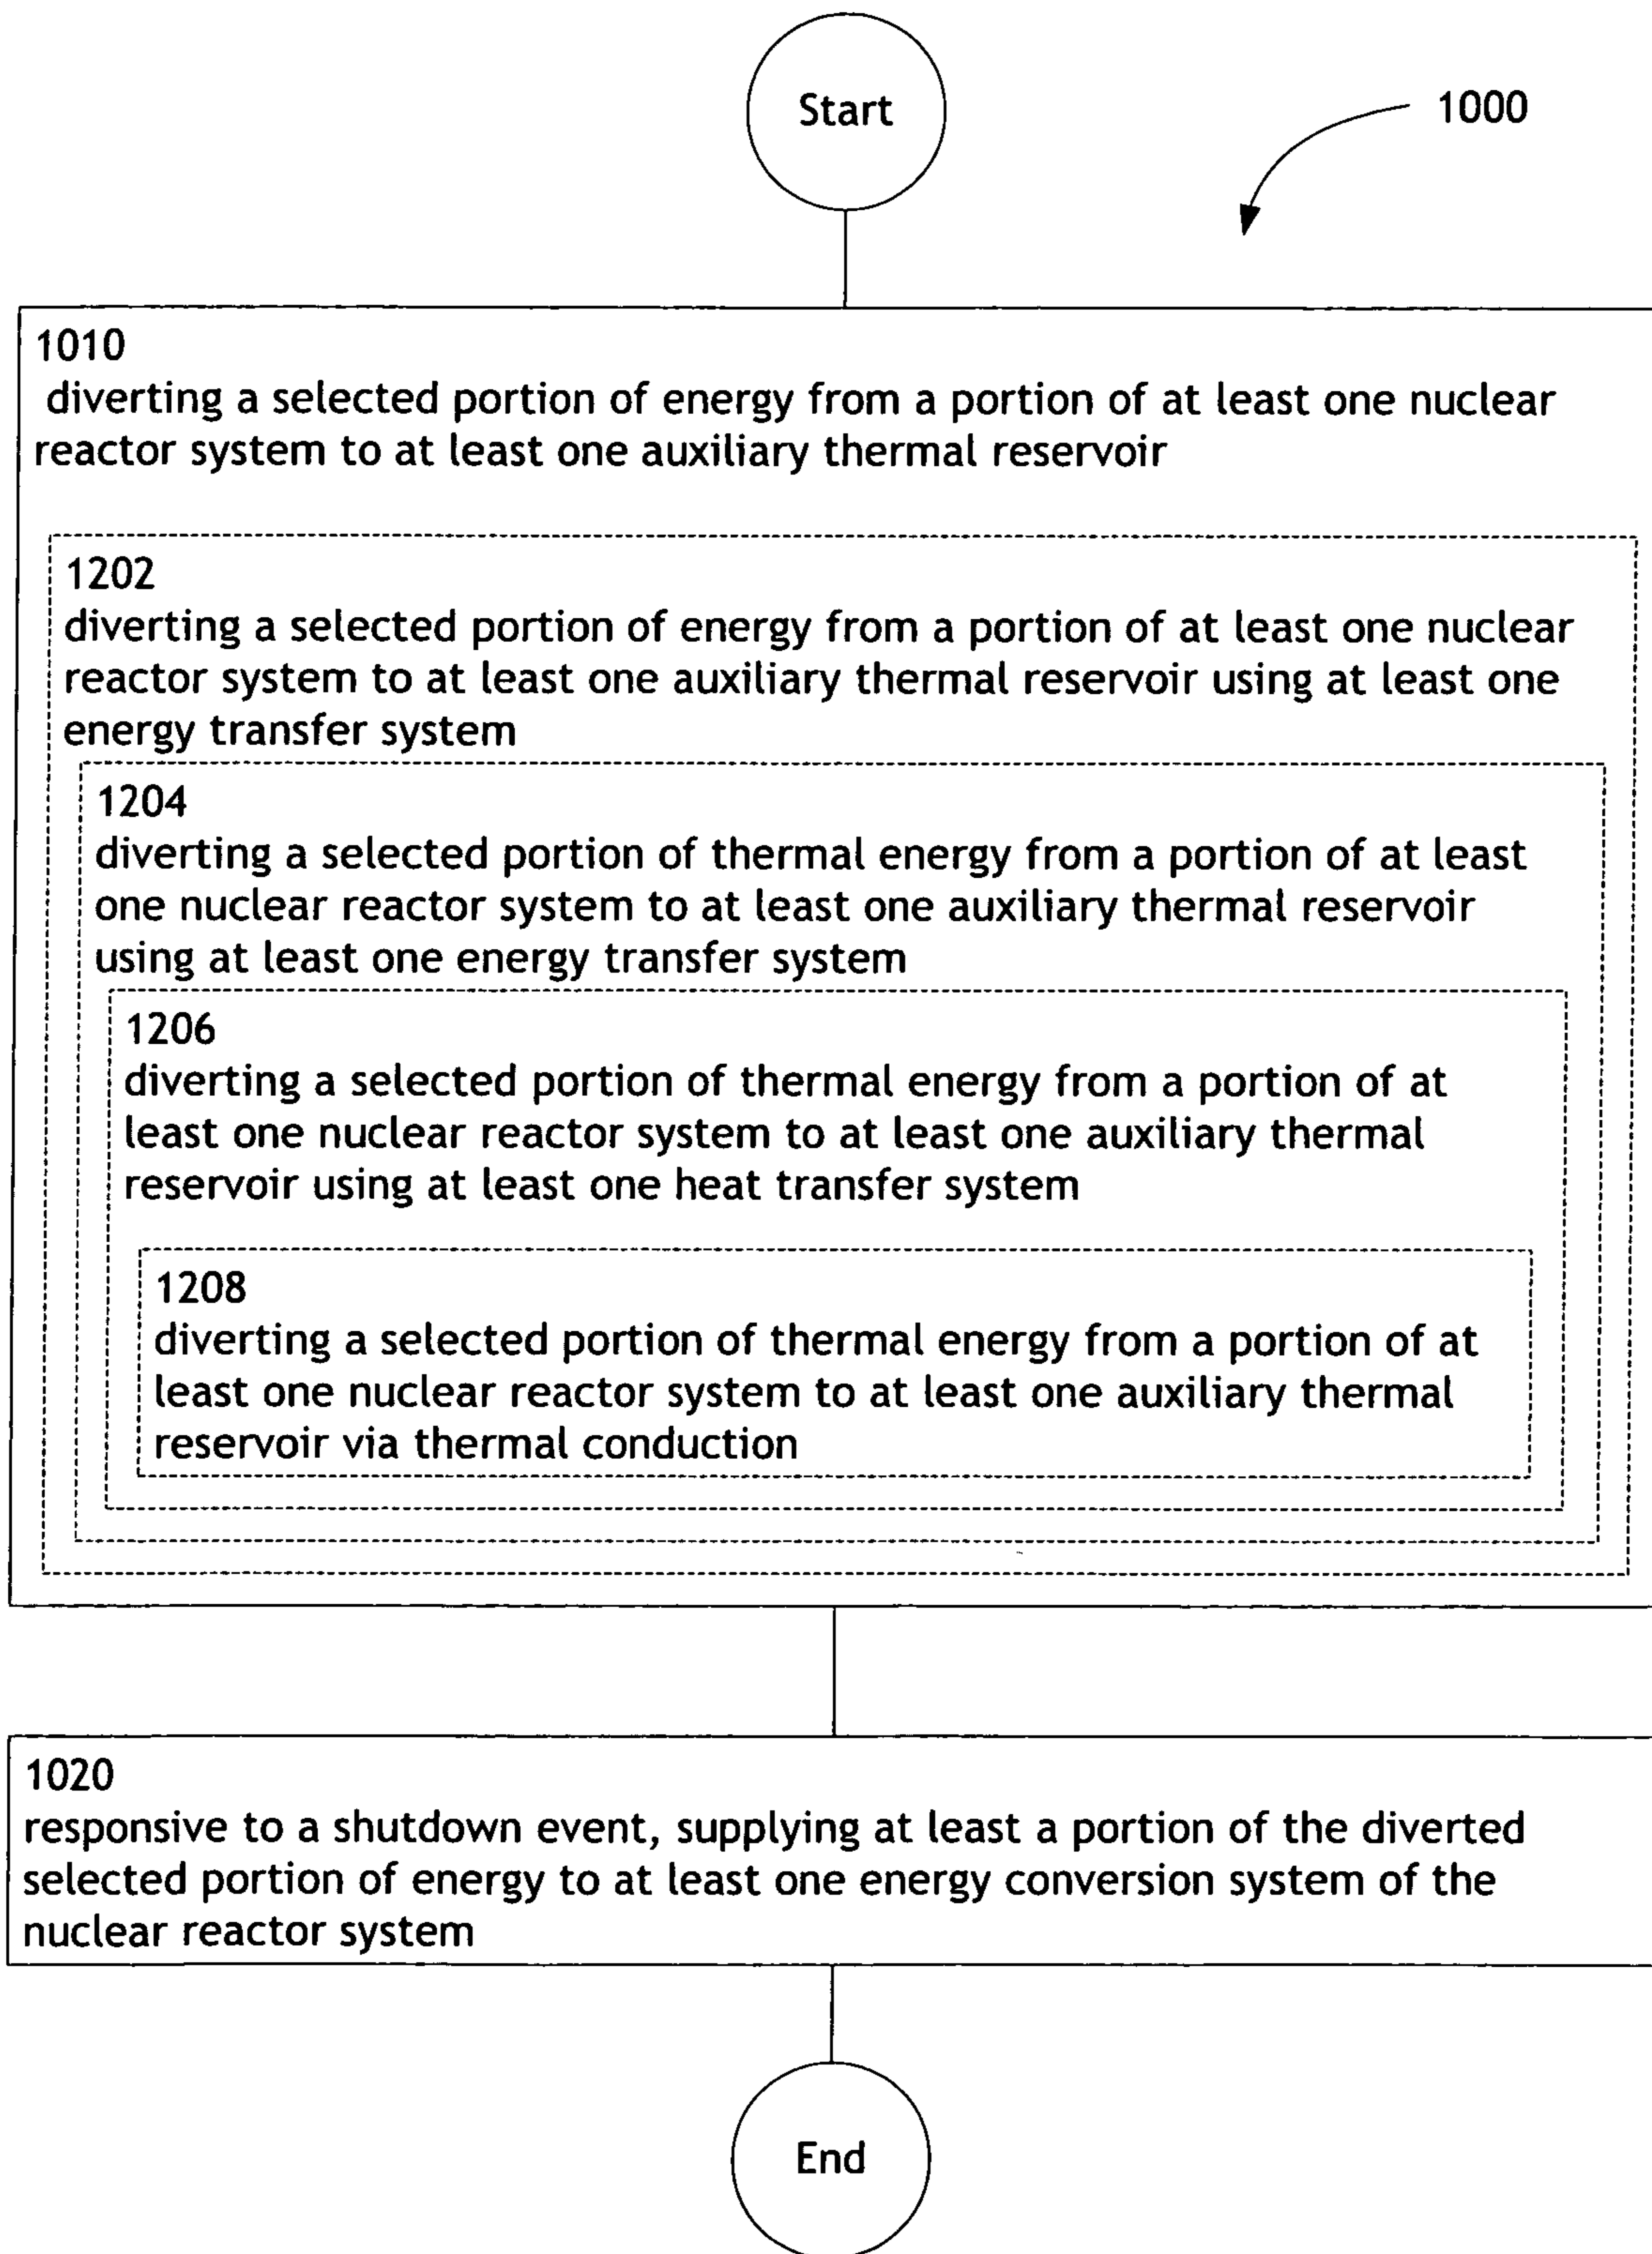 Start
1000
1010
diverting a selected portion of energy from a portion of at least one nuclear
reactor system to at least one auxiliary thermal reservoir
1202
diverting a selected portion of energy from a portion of at least one nuclear
reactor system to at least one auxiliary thermal reservoir using at least one
energy transfer system
1204
diverting a selected portion of thermal energy from a portion of at least
one nuclear reactor system to at least one auxiliary thermal reservoir
using at least one energy transfer system
1206
diverting a selected portion of thermal energy from a portion of at
least one nuclear reactor system to at least one auxiliary thermal
reservoir using at least one heat transfer system
1208
diverting a selected portion of thermal energy from a portion of at
least one nuclear reactor system to at least one auxiliary thermal
reservoir via thermal conduction
1020
responsive to a shutdown event, supplying at least a portion of the diverted
selected portion of energy to at least one energy conversion system of the
nuclear reactor system
End